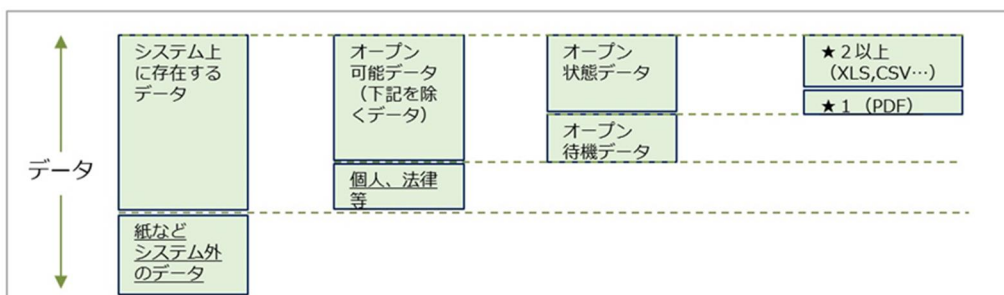 データ
システム上
に存在する
データ
紙など
システム外
のデータ
オープン
可能データ
（下記を除
くデータ）
個人、法律
等
オープン
状態データ
オープン
待機データ
★２以上
（XLS,CSV…）
★１（PDF）